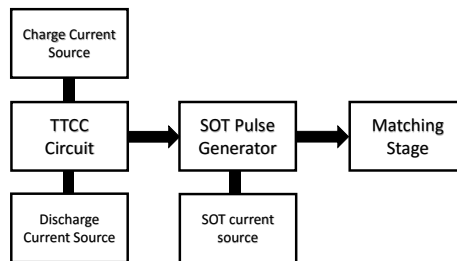 Charge Current
Source
TTCC
Circuit
SOT Pulse
Generator
Matching
Stage
Discharge
Current Source
SOT current
source